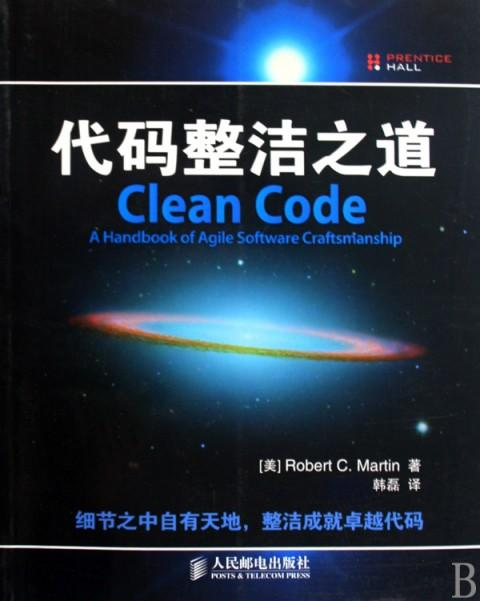 PRENTICE
HALL
代码整洁之道
Clean Code
A Handbook of Agile Software Craftsmanship
[美] Robert C. Martin 著
韩磊 译
细节之中自有天地，整洁成就卓越代码
人民邮电出版社
POSTS & TELECOM PRESS
B